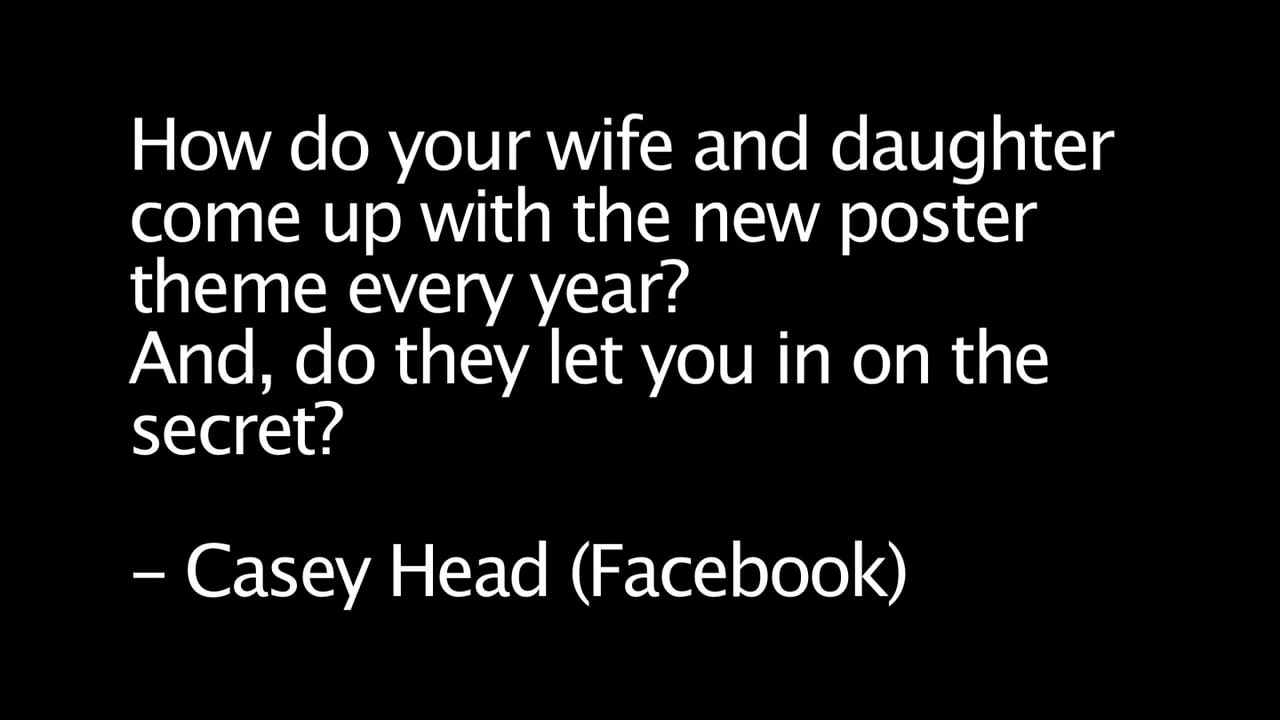 How do your wife and daughter
come up with the new poster
theme every year?
And, do they let you in on the
secret?
– Casey Head (Facebook)